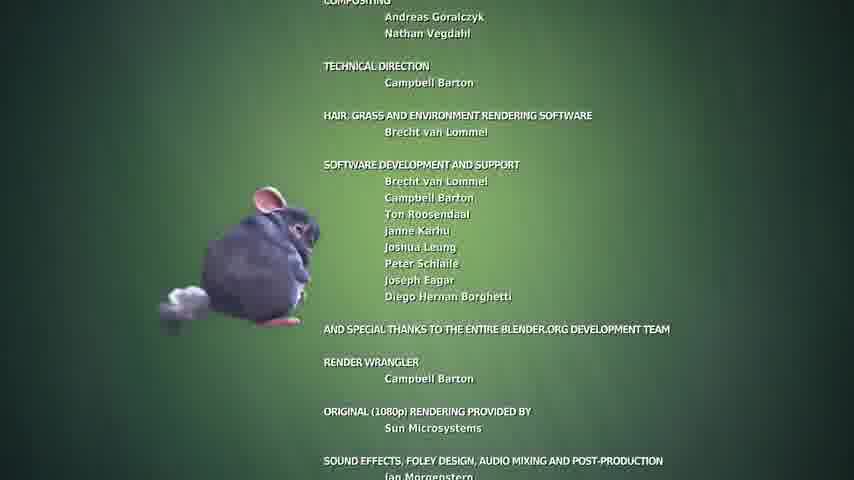 COMPOSITING
Andreas Goralczyk
Nathan Vegdahl
TECHNICAL DIRECTION
Campbell Barton
HAIR, GRASS AND ENVIRONMENT RENDERING SOFTWARE
Brecht van Lommel
SOFTWARE DEVELOPMENT AND SUPPORT
Brecht van Lommel
Campbell Barton
Ton Roosendaal
Janne Karhu
Joshua Leung
Peter Schlaile
Joseph Eagar
Diego Hernan Borghetti
AND SPECIAL THANKS TO THE ENTIRE BLENDER.ORG DEVELOPMENT TEAM
RENDER WRANGLER
Campbell Barton
ORIGINAL (1080p) RENDERING PROVIDED BY
Sun Microsystems
SOUND EFFECTS, FOLEY DESIGN, AUDIO MIXING AND POST-PRODUCTION
Jan Morgenstern